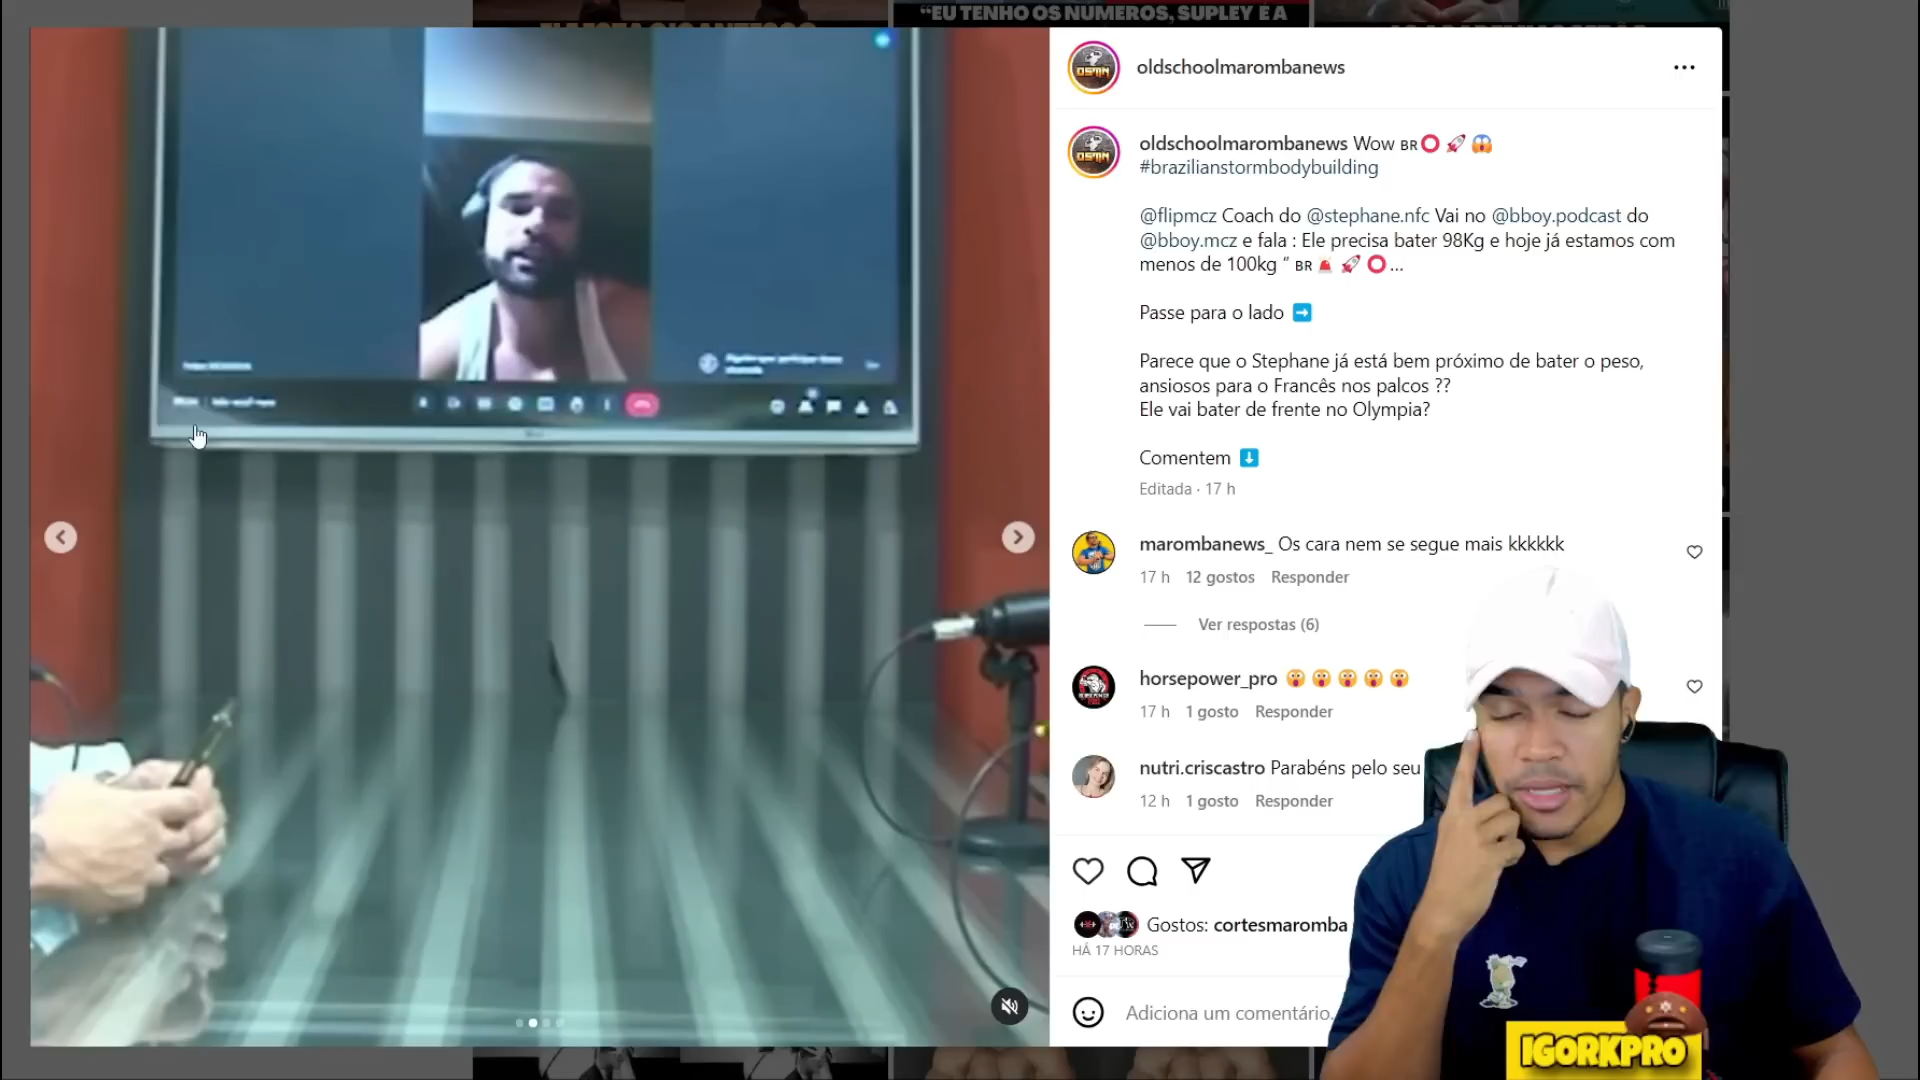 “EU TENHO OS NUMEROS, SUPLEY E A
oldschoolmarombanews
oldschoolmarombanews Wow BR⭕ 🚀 😱
#brazilianstormbodybuilding
@flipmcz Coach do @stephane.nfc Vai no @bboy.podcast do
@bboy.mcz e fala : Ele precisa bater 98Kg e hoje já estamos com
menos de 100kg “ BR🚨 🚀 ⭕ ...
Passe para o lado ➡️
Parece que o Stephane já está bem próximo de bater o peso,
ansiosos para o Francês nos palcos ??
Ele vai bater de frente no Olympia?
Comentem ⬇️
Editada · 17 h
marombanews_ Os cara nem se segue mais kkkkkk
17 h 12 gostos Responder
Ver respostas (6)
horsepower_pro 😲😲😲😲😲
17 h 1 gosto Responder
nutri.criscastro Parabéns pelo seu
12 h 1 gosto Responder
Gostos: cortesmaromba
HÁ 17 HORAS
Adiciona um comentário.
IGORKPRO